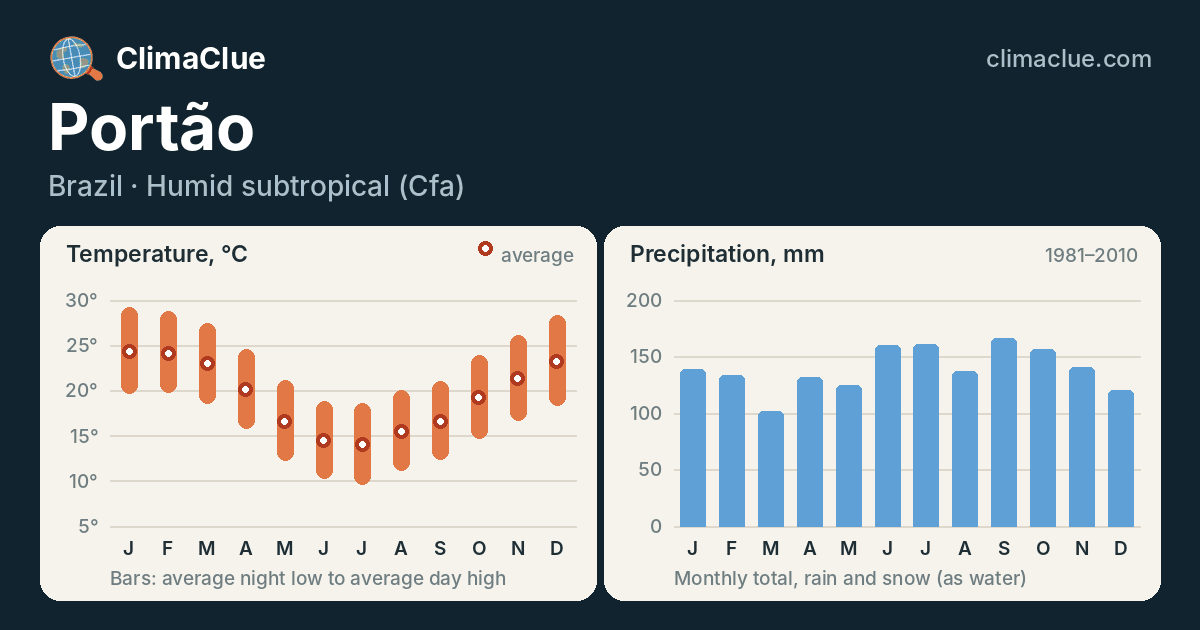 ClimaClue
climaclue.com
Portão
Brazil · Humid subtropical (Cfa)
Temperature, °C
average
30°
25°
20°
15°
10°
5°
J F M A M J J A S O N D
Bars: average night low to average day high
Precipitation, mm
1981–2010
200
150
100
50
0
J F M A M J J A S O N D
Monthly total, rain and snow (as water)